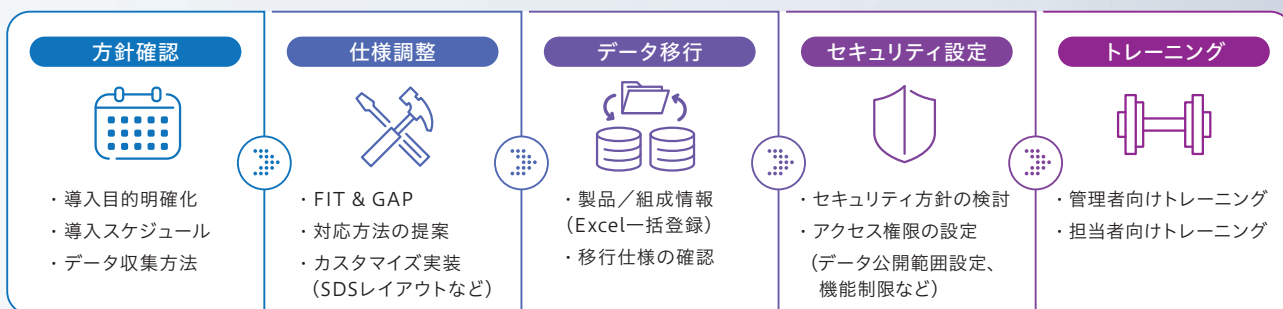 方針確認
・導入目的明確化
・導入スケジュール
・データ収集方法
仕様調整
・FIT & GAP
・対応方法の提案
・カスタマイズ実装
（SDSレイアウトなど）
データ移行
・製品／組成情報
（Excel一括登録）
・移行仕様の確認
セキュリティ設定
・セキュリティ方針の検討
・アクセス権限の設定
（データ公開範囲設定、
機能制限など）
トレーニング
・管理者向けトレーニング
・担当者向けトレーニング